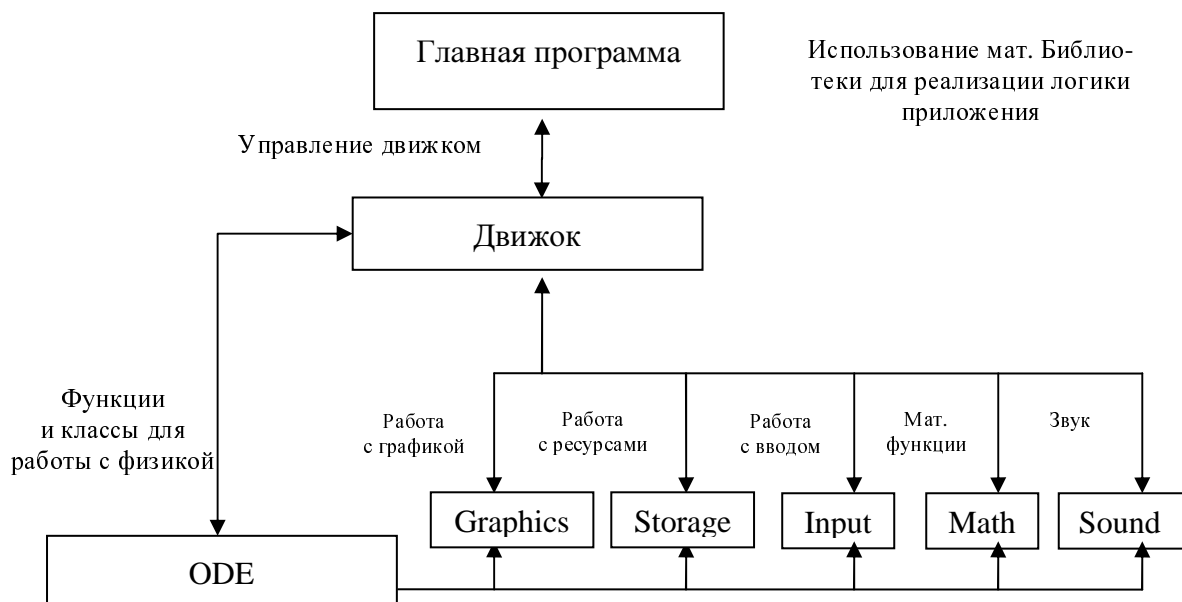 Главная программа
Использование мат. Библио-
теки для реализации логики
приложения
Управление движком
Движок
Функции
и классы для
работы с физикой
Работа
с графикой
Работа
с ресурсами
Работа
с вводом
Мат.
функции
Звук
Graphics
Storage
Input
Math
Sound
ODE